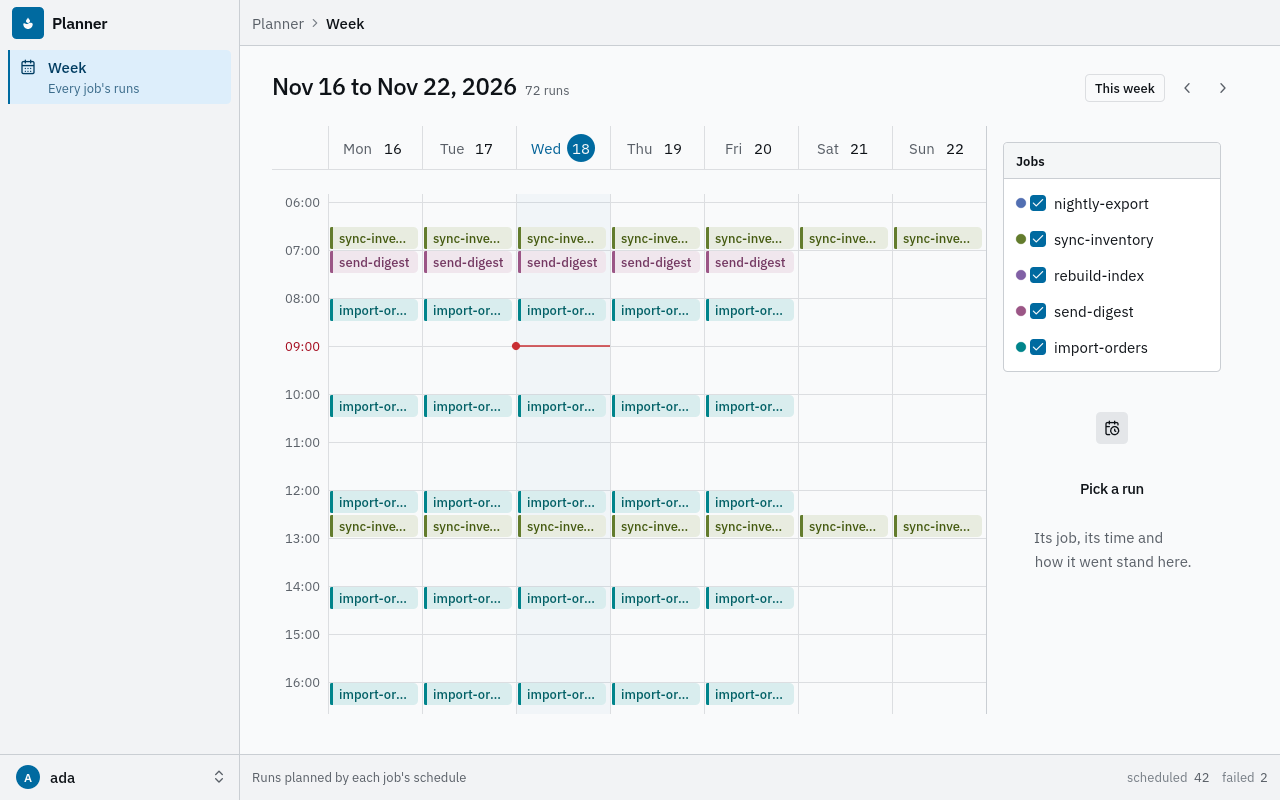 Planner
Week
Every job's runs
Planner > Week
Nov 16 to Nov 22, 2026 72 runs
This week
Mon 16 Tue 17 Wed 18 Thu 19 Fri 20 Sat 21 Sun 22
06:00
sync-inve... sync-inve... sync-inve... sync-inve... sync-inve... sync-inve... sync-inve...
07:00
send-digest send-digest send-digest send-digest send-digest
08:00
import-or... import-or... import-or... import-or... import-or...
09:00
10:00
import-or... import-or... import-or... import-or... import-or...
11:00
12:00
import-or... import-or... import-or... import-or... import-or...
sync-inve... sync-inve... sync-inve... sync-inve... sync-inve... sync-inve... sync-inve...
13:00
14:00
import-or... import-or... import-or... import-or... import-or...
15:00
16:00
import-or... import-or... import-or... import-or... import-or...
Jobs
nightly-export
sync-inventory
rebuild-index
send-digest
import-orders
Pick a run
Its job, its time and
how it went stand here.
A ada
Runs planned by each job's schedule
scheduled 42 failed 2